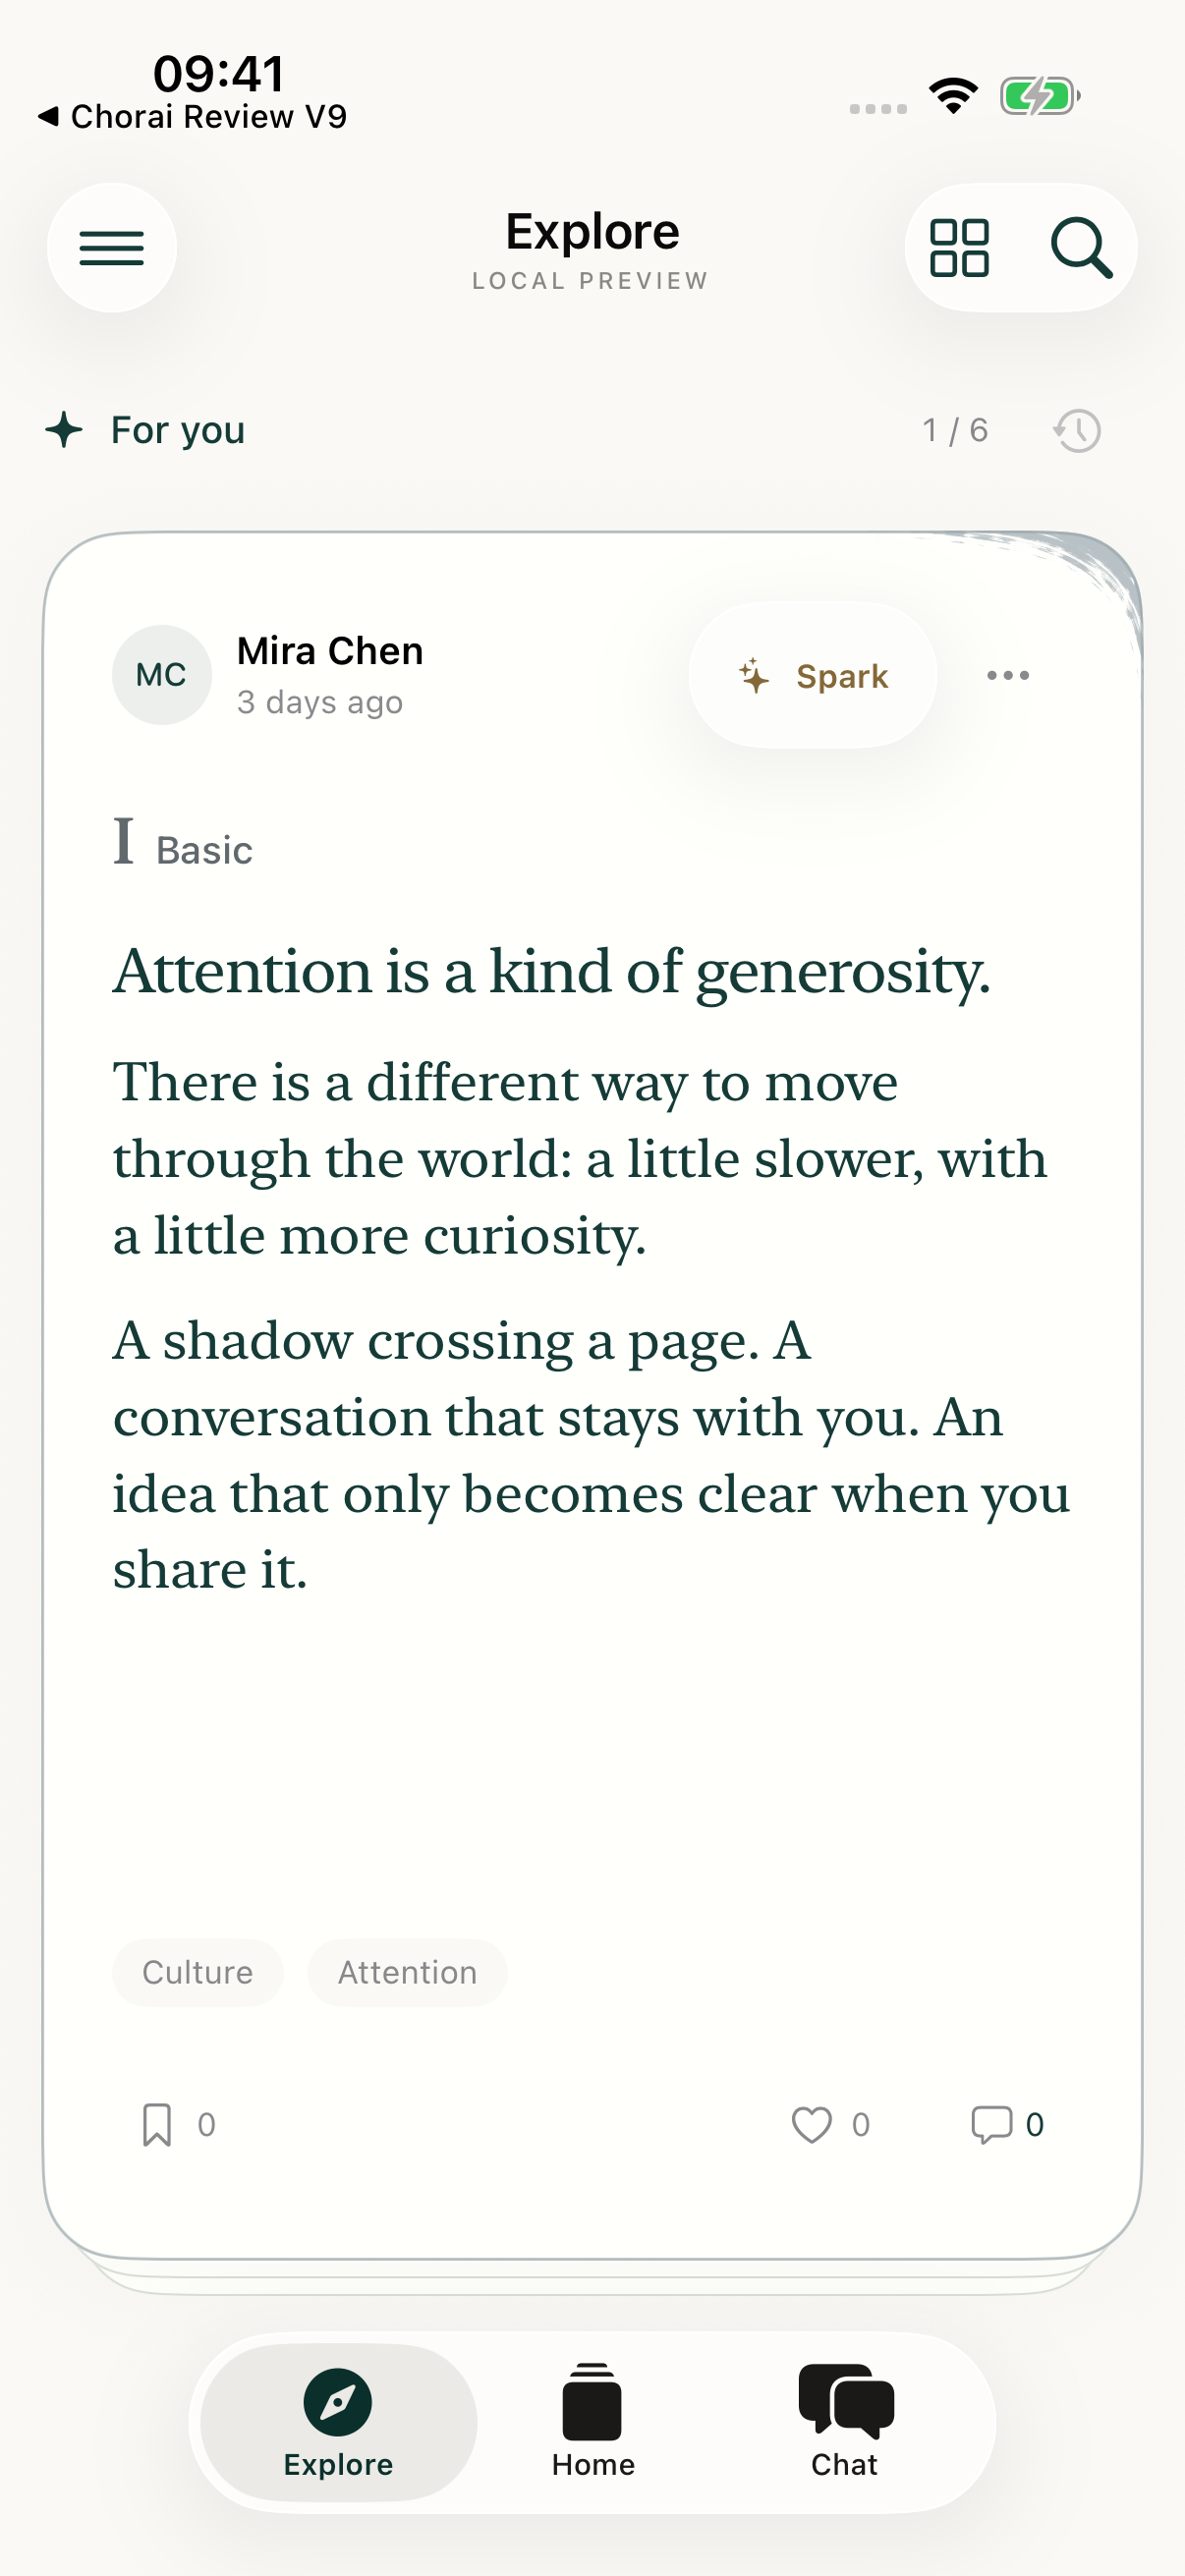 09:41
◀ Chorai Review V9
Explore
LOCAL PREVIEW
For you
1 / 6
MC
Mira Chen
3 days ago
Spark
I Basic
Attention is a kind of generosity.
There is a different way to move
through the world: a little slower, with
a little more curiosity.
A shadow crossing a page. A
conversation that stays with you. An
idea that only becomes clear when you
share it.
Culture
Attention
0
0
0
Explore
Home
Chat